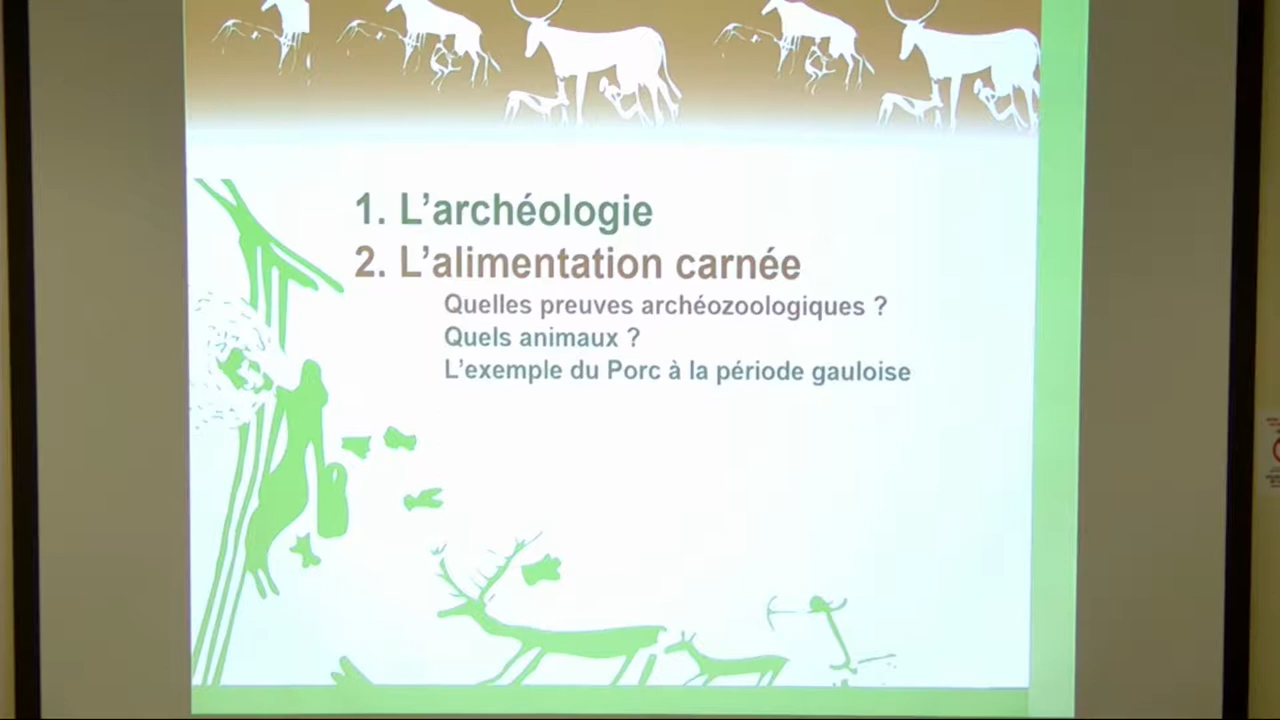 1. L’archéologie
2. L’alimentation carnée
Quelles preuves archéozoologiques ?
Quels animaux ?
L’exemple du Porc à la période gauloise